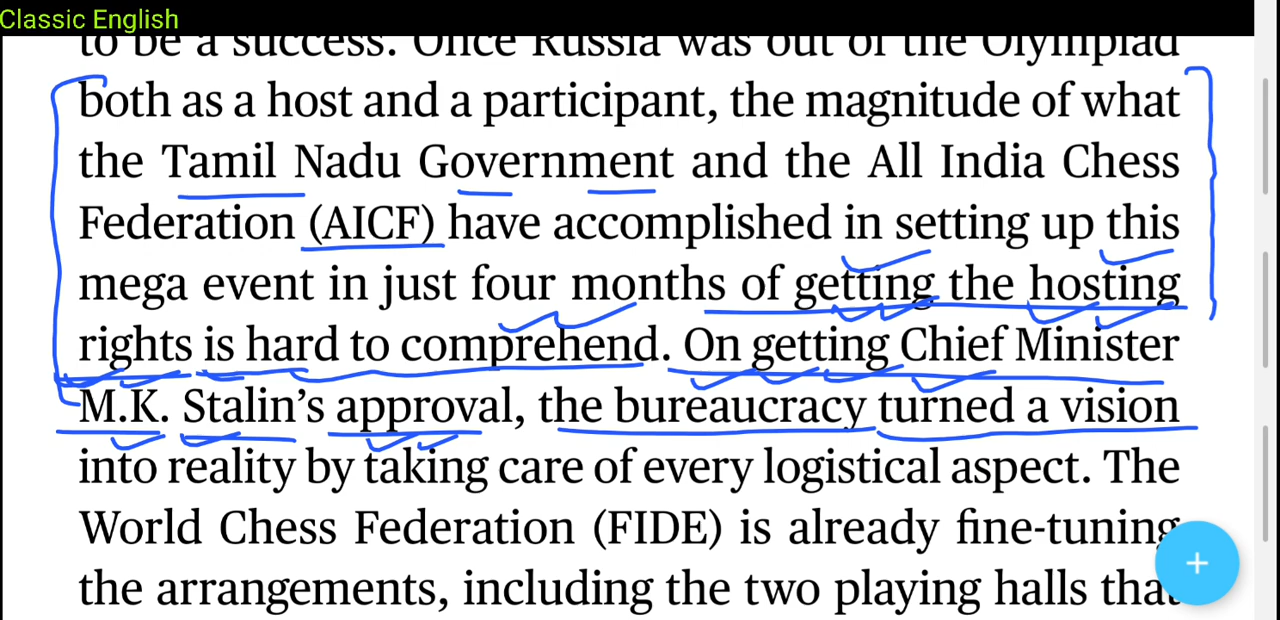 Classic English
to be a success. Once Russia was out of the Olympiad
both as a host and a participant, the magnitude of what
the Tamil Nadu Government and the All India Chess
Federation (AICF) have accomplished in setting up this
mega event in just four months of getting the hosting
rights is hard to comprehend. On getting Chief Minister
M.K. Stalin’s approval, the bureaucracy turned a vision
into reality by taking care of every logistical aspect. The
World Chess Federation (FIDE) is already fine-tuning
the arrangements, including the two playing halls that